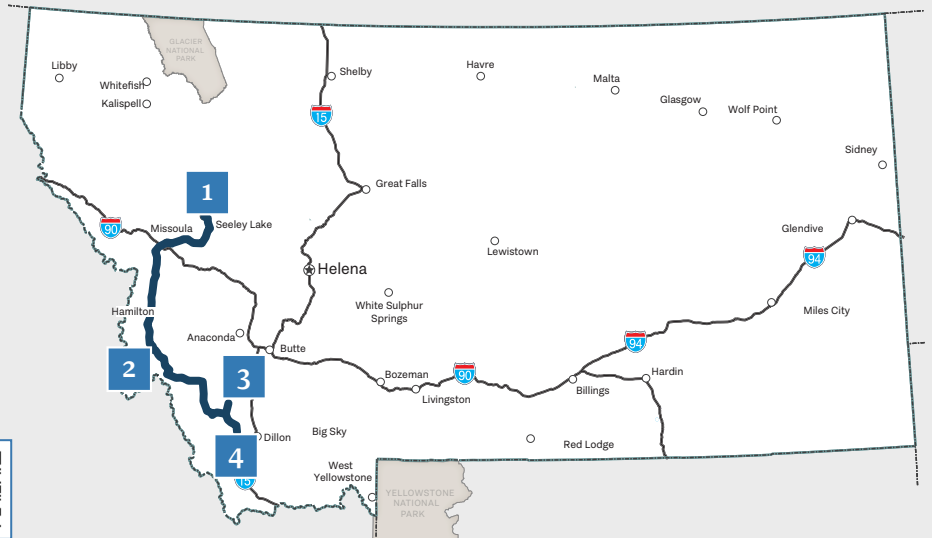 GLACIER
NATIONAL
PARK
Libby
Whitefish
Kalispell
Shelby
Havre
Malta
Glasgow
Wolf Point
Sidney
15
Great Falls
1
90
Missoula
Seeley Lake
Helena
Lewistown
Glendive
94
White Sulphur
Springs
Miles City
Hamilton
Anaconda
Butte
94
2
3
Bozeman
90
Livingston
Billings
Hardin
Dillon
Big Sky
Red Lodge
4
15
West
Yellowstone
YELLOWSTONE
NATIONAL
PARK